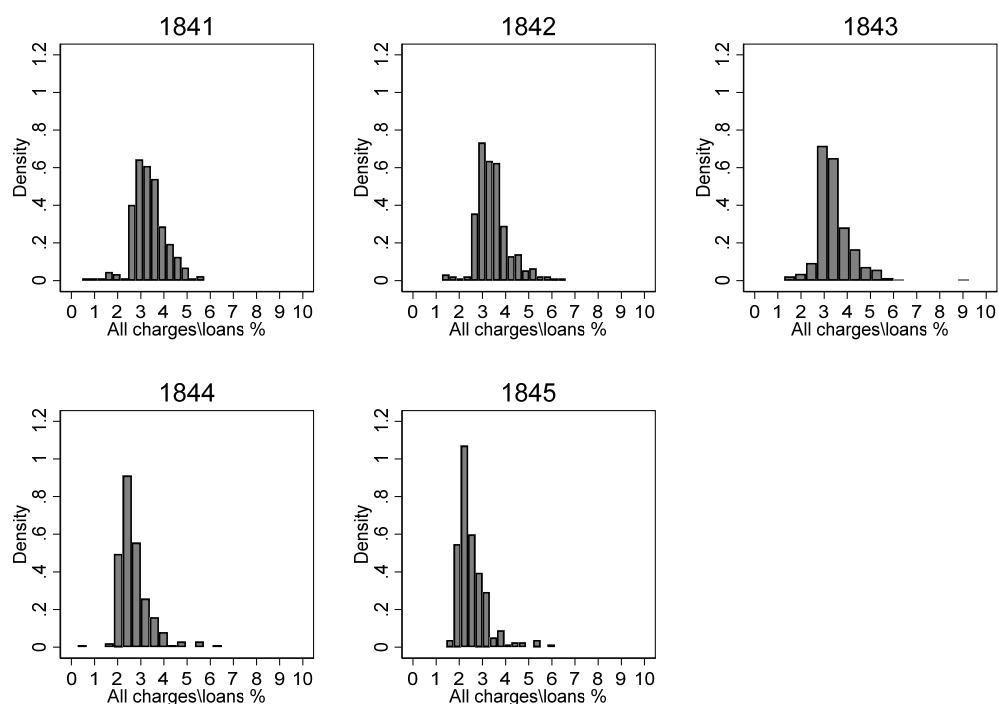 1841
1842
1843
Density
0 .2 .4 .6 .8 1 1.2
0 1 2 3 4 5 6 7 8 9 10
All charges\loans %
Density
0 .2 .4 .6 .8 1 1.2
0 1 2 3 4 5 6 7 8 9 10
All charges\loans %
Density
0 .2 .4 .6 .8 1 1.2
0 1 2 3 4 5 6 7 8 9 10
All charges\loans %
1844
1845
Density
0 .2 .4 .6 .8 1 1.2
0 1 2 3 4 5 6 7 8 9 10
All charges\loans %
Density
0 .2 .4 .6 .8 1 1.2
0 1 2 3 4 5 6 7 8 9 10
All charges\loans %